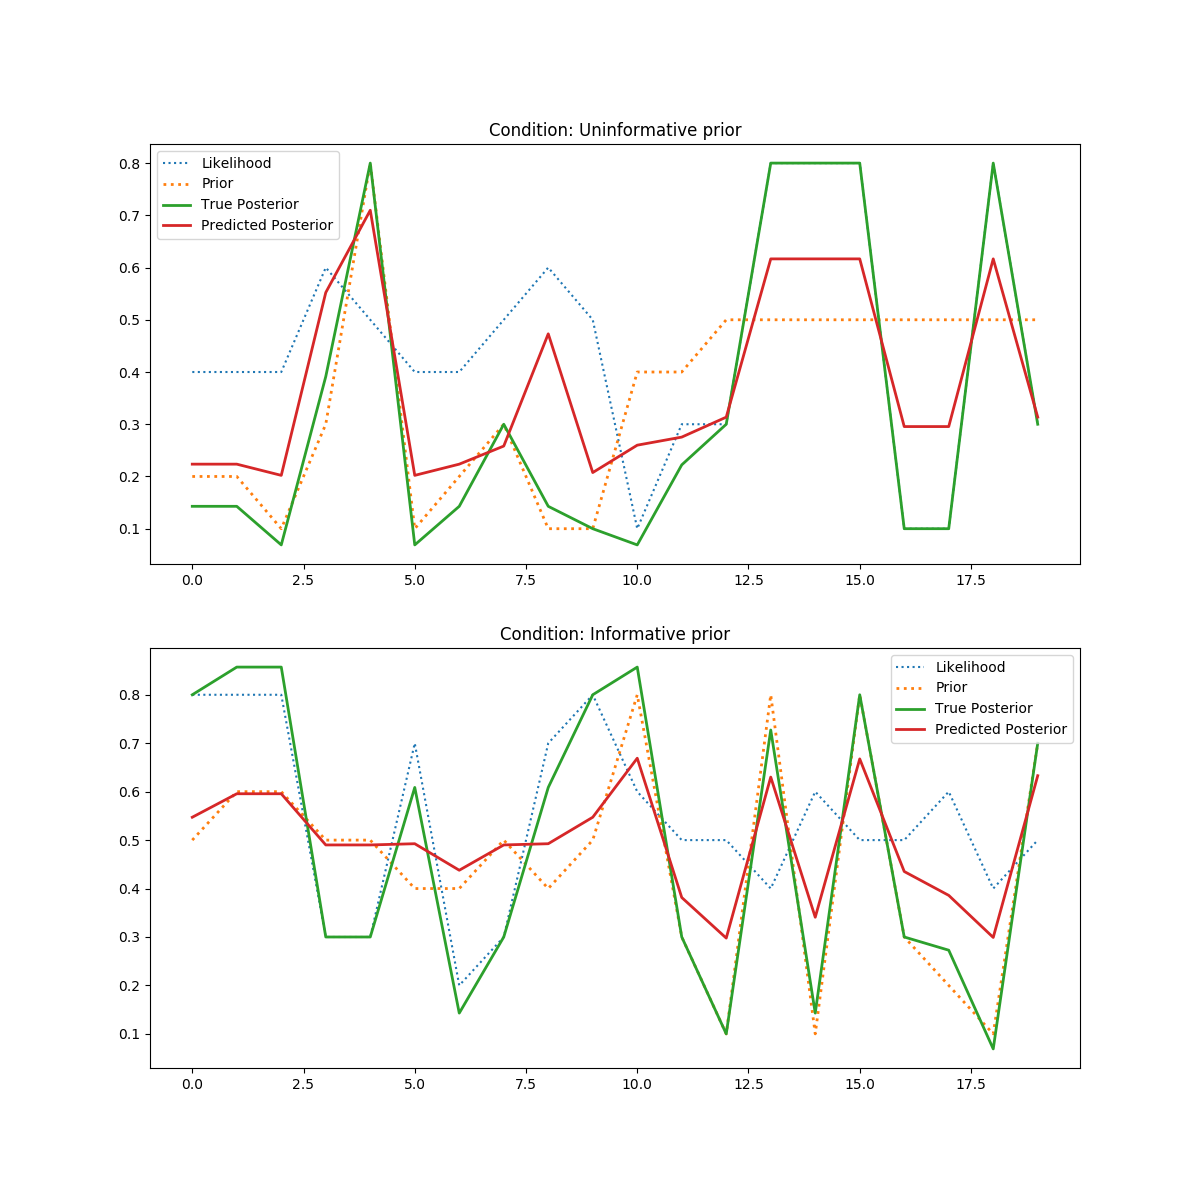 Condition: Uninformative prior
Likelihood
Prior
True Posterior
Predicted Posterior
0.8
0.7
0.6
0.5
0.4
0.3
0.2
0.1
0.0 2.5 5.0 7.5 10.0 12.5 15.0 17.5
Condition: Informative prior
Likelihood
Prior
True Posterior
Predicted Posterior
0.8
0.7
0.6
0.5
0.4
0.3
0.2
0.1
0.0 2.5 5.0 7.5 10.0 12.5 15.0 17.5